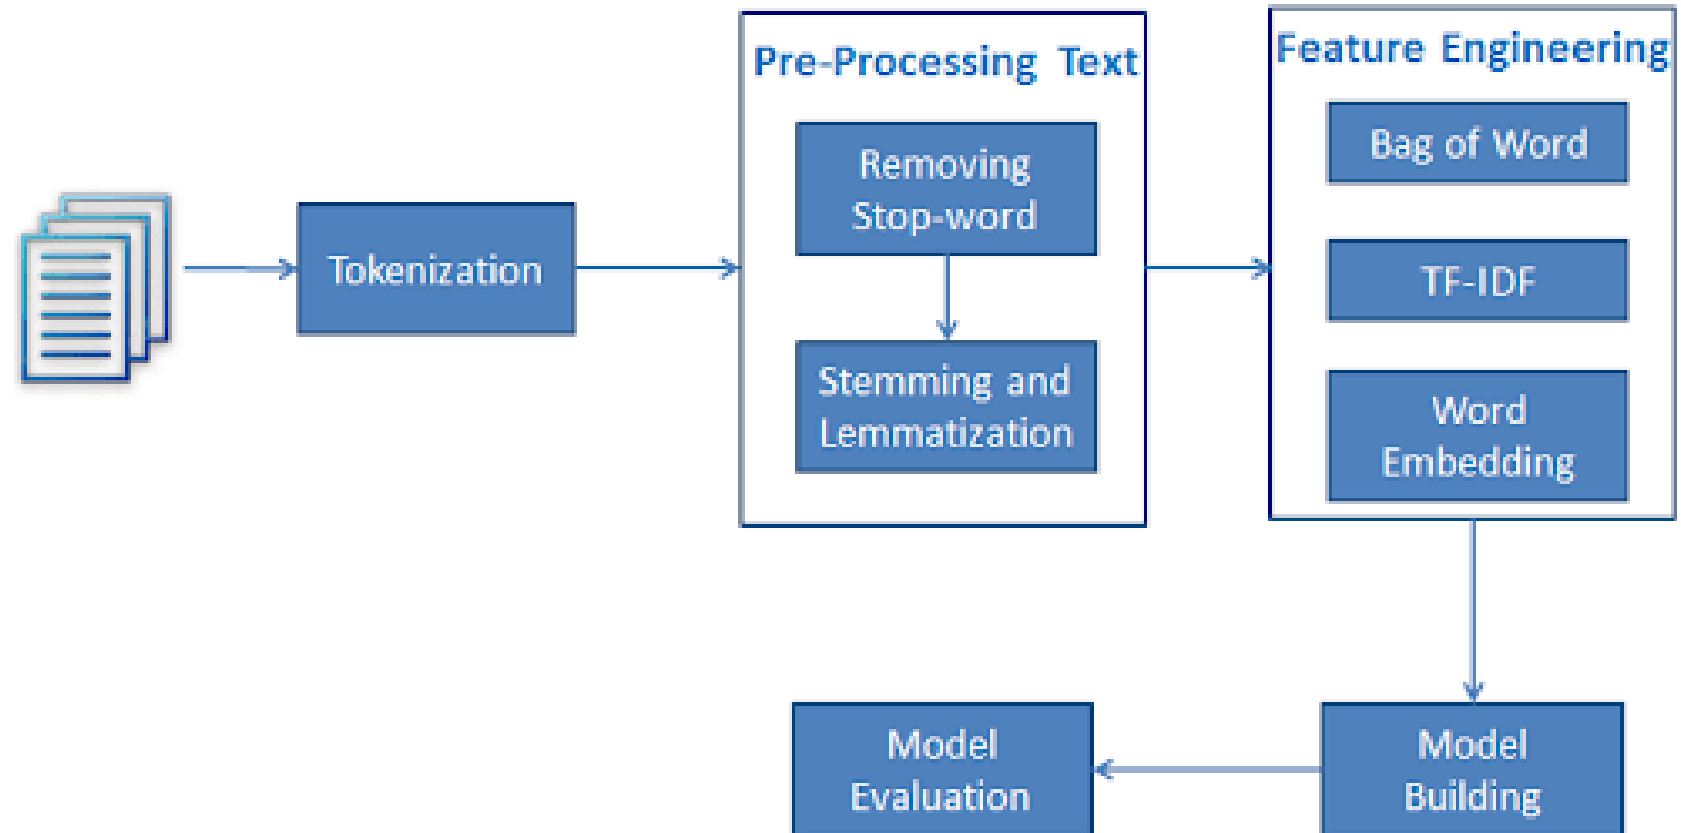 Tokenization
Pre-Processing Text
Removing
Stop-word
Stemming and
Lemmatization
Feature Engineering
Bag of Word
TF-IDF
Word
Embedding
Model
Building
Model
Evaluation